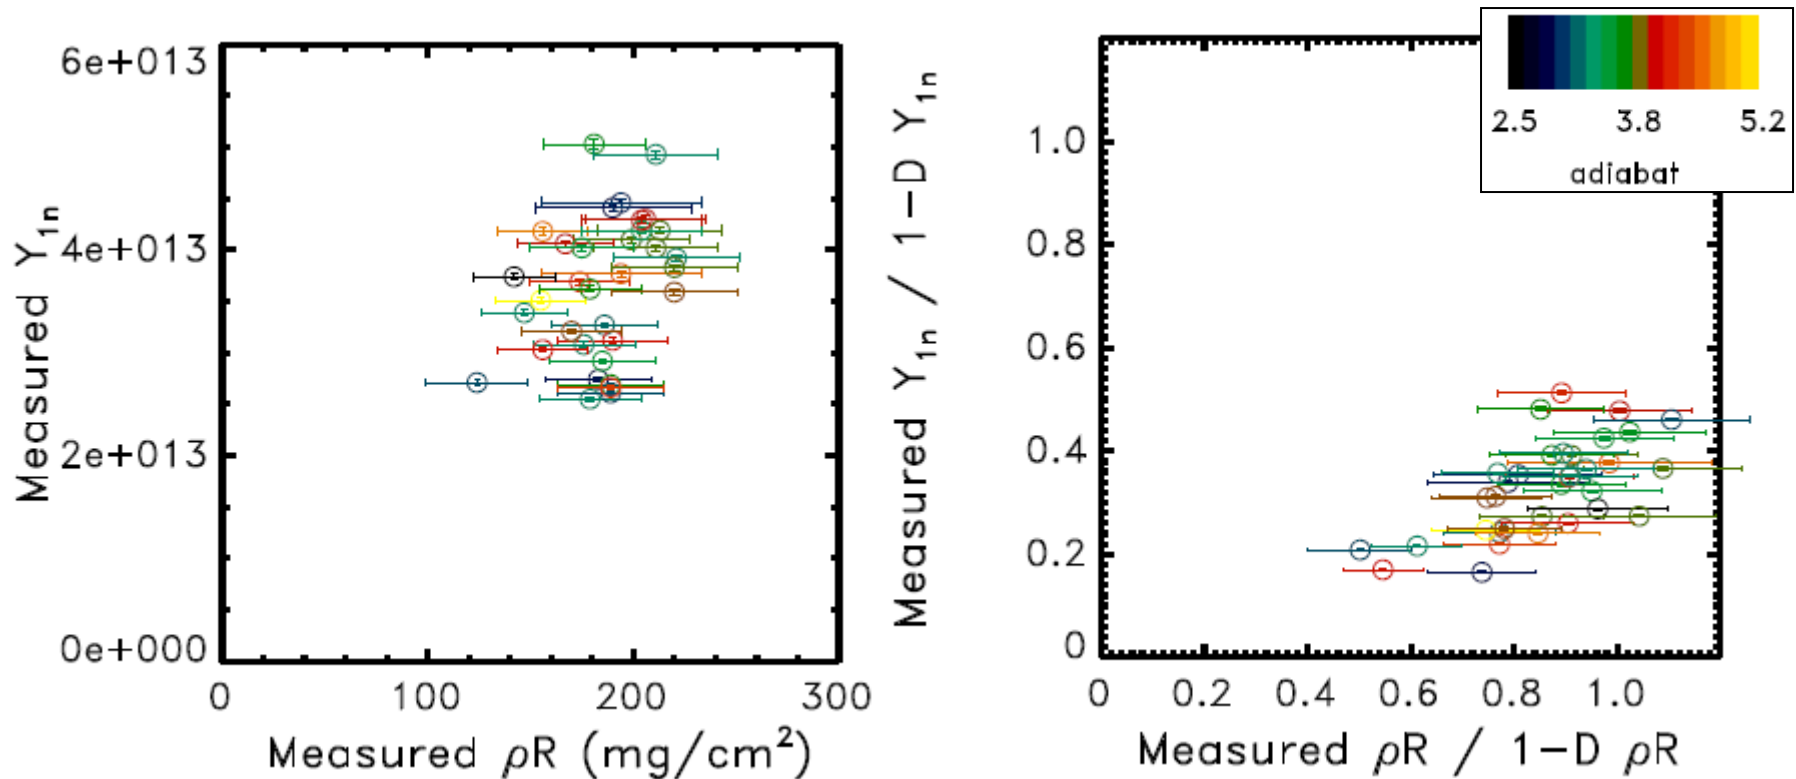 6e+013
4e+013
2e+013
0e+000
0
100
200
300
Measured Y1n
Measured ρR (mg/cm²)
1.0
0.8
0.6
0.4
0.2
0
0
0.2
0.4
0.6
0.8
1.0
Measured Y1n / 1-D Y1n
Measured ρR / 1-D ρR
2.5
3.8
5.2
adiabat